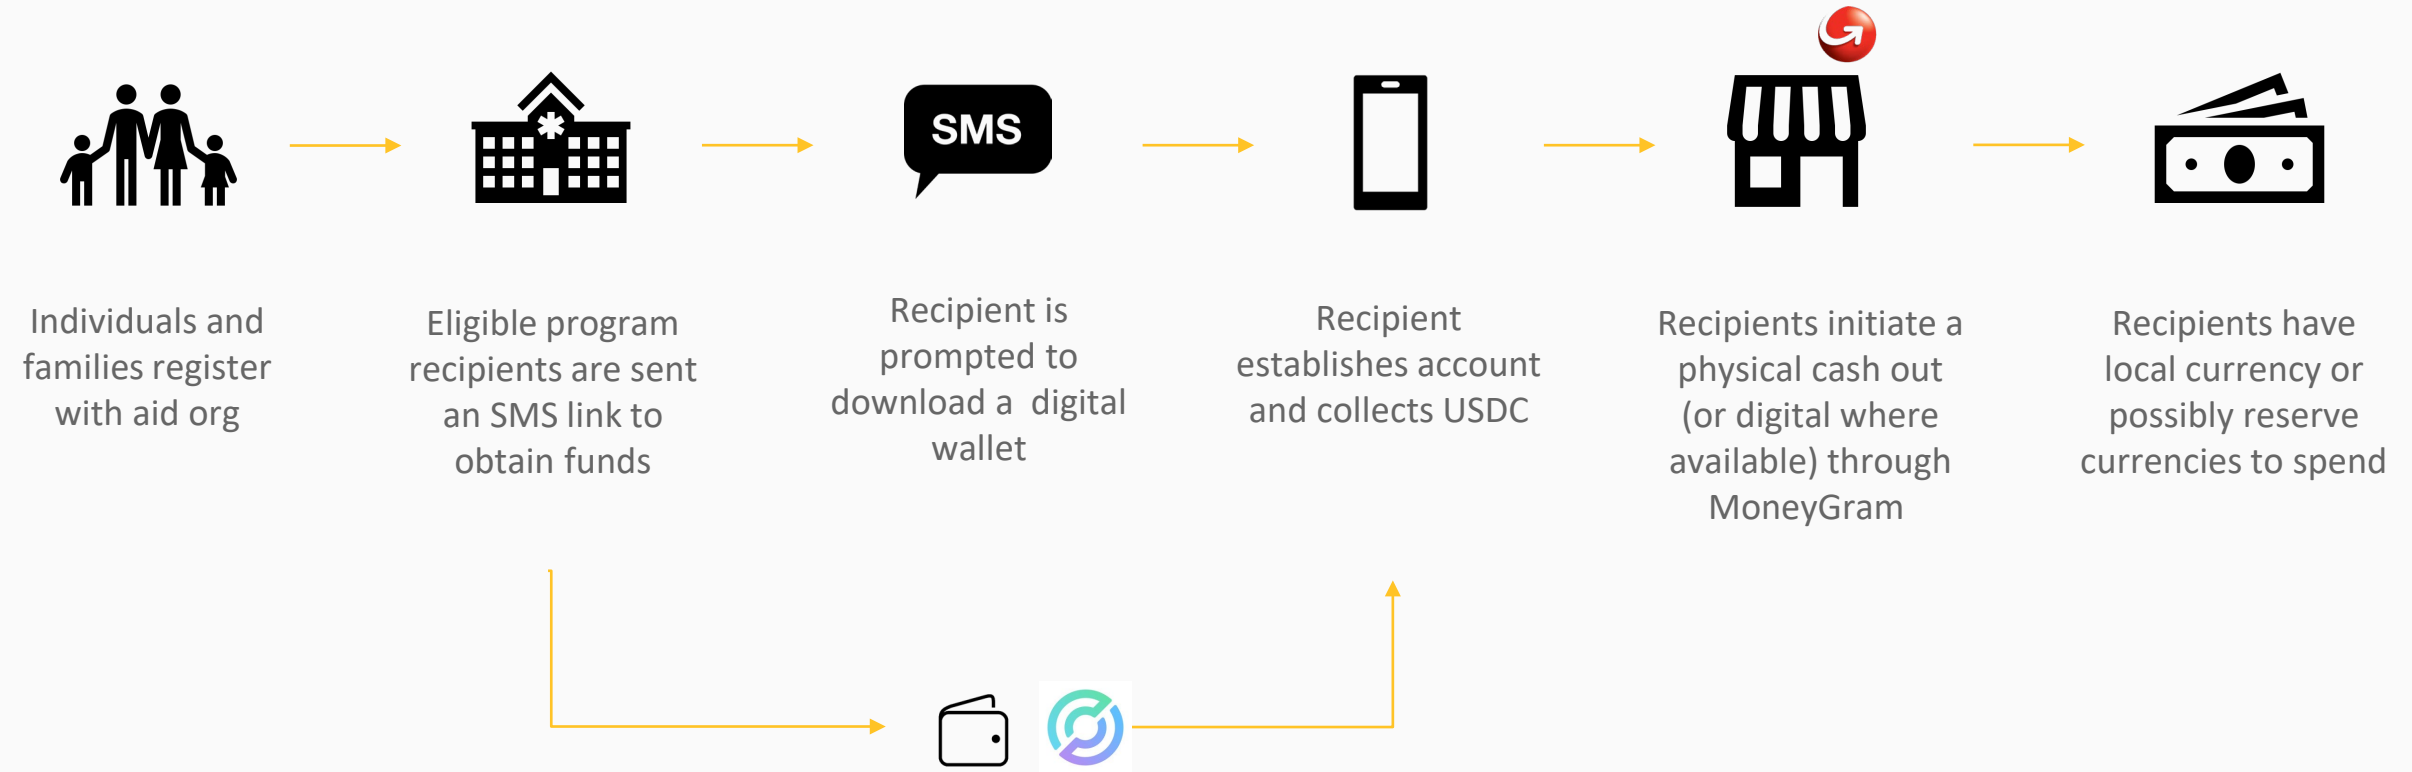 SMS
Individuals and
families register
with aid org
Eligible program
recipients are sent
an SMS link to
obtain funds
Recipient is
prompted to
download a  digital
wallet
Recipient
establishes account
and collects USDC
Recipients initiate a
physical cash out
(or digital where
available) through
MoneyGram
Recipients have
local currency or
possibly reserve
currencies to spend